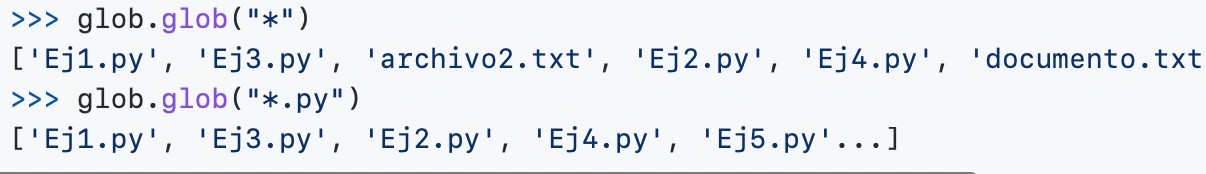 >>> glob.glob("*")
['Ej1.py', 'Ej3.py', 'archivo2.txt', 'Ej2.py', 'Ej4.py', 'documento.txt
>>> glob.glob("*.py")
['Ej1.py', 'Ej3.py', 'Ej2.py', 'Ej4.py', 'Ej5.py'...]